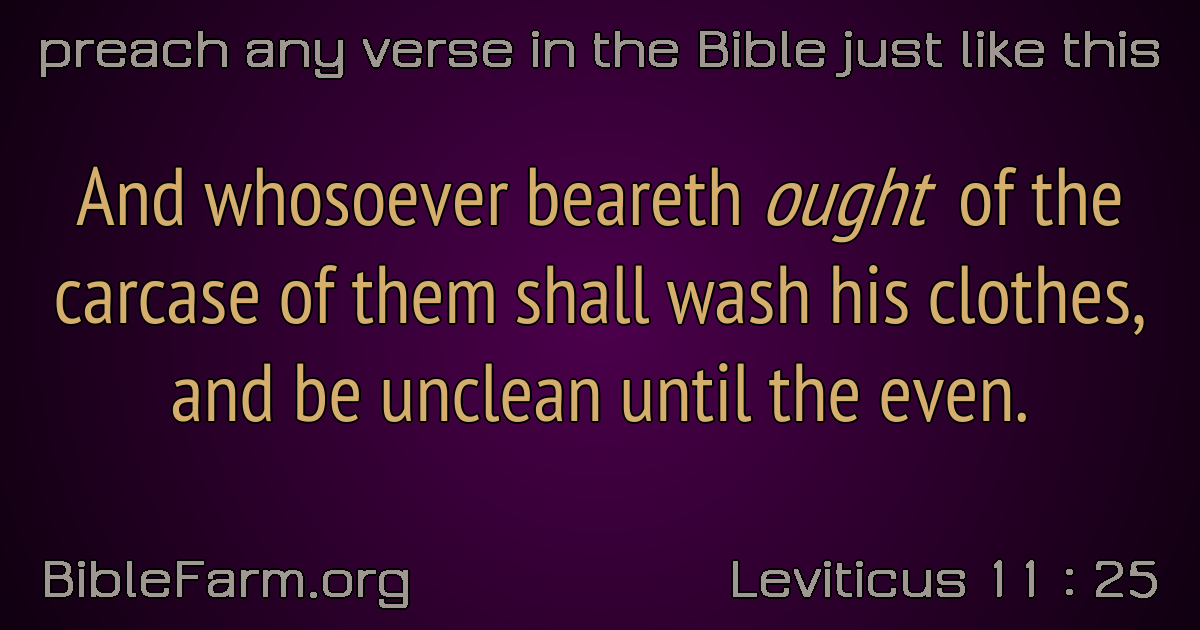 preach any verse in the Bible just like this
And whosoever beareth ought of the
carcase of them shall wash his clothes,
and be unclean until the even.
BibleFarm.org
Leviticus 11 : 25